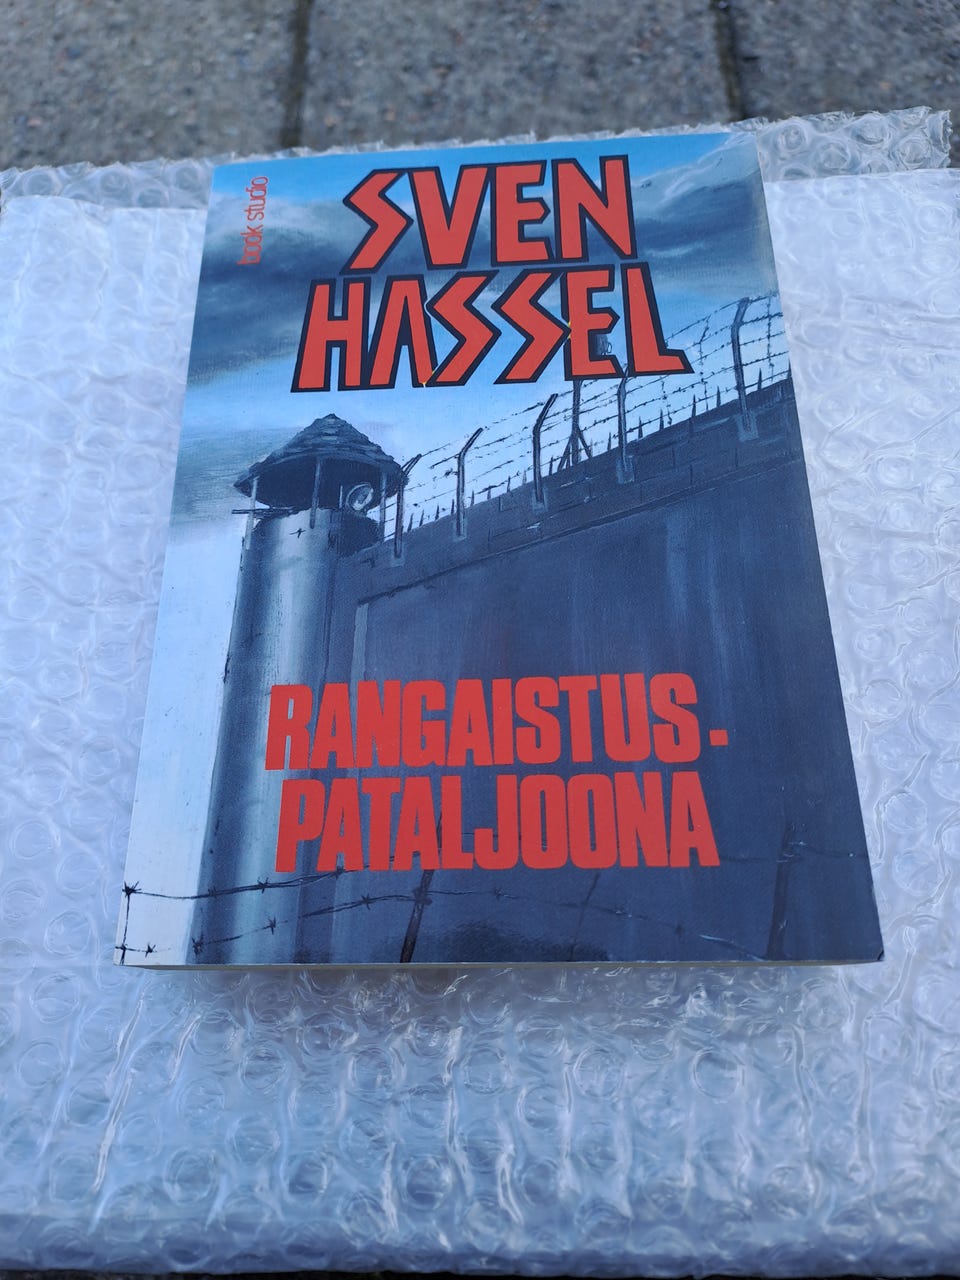 book studio
SVEN
HASSEL
RANGAISTUS-
PATALJOONA